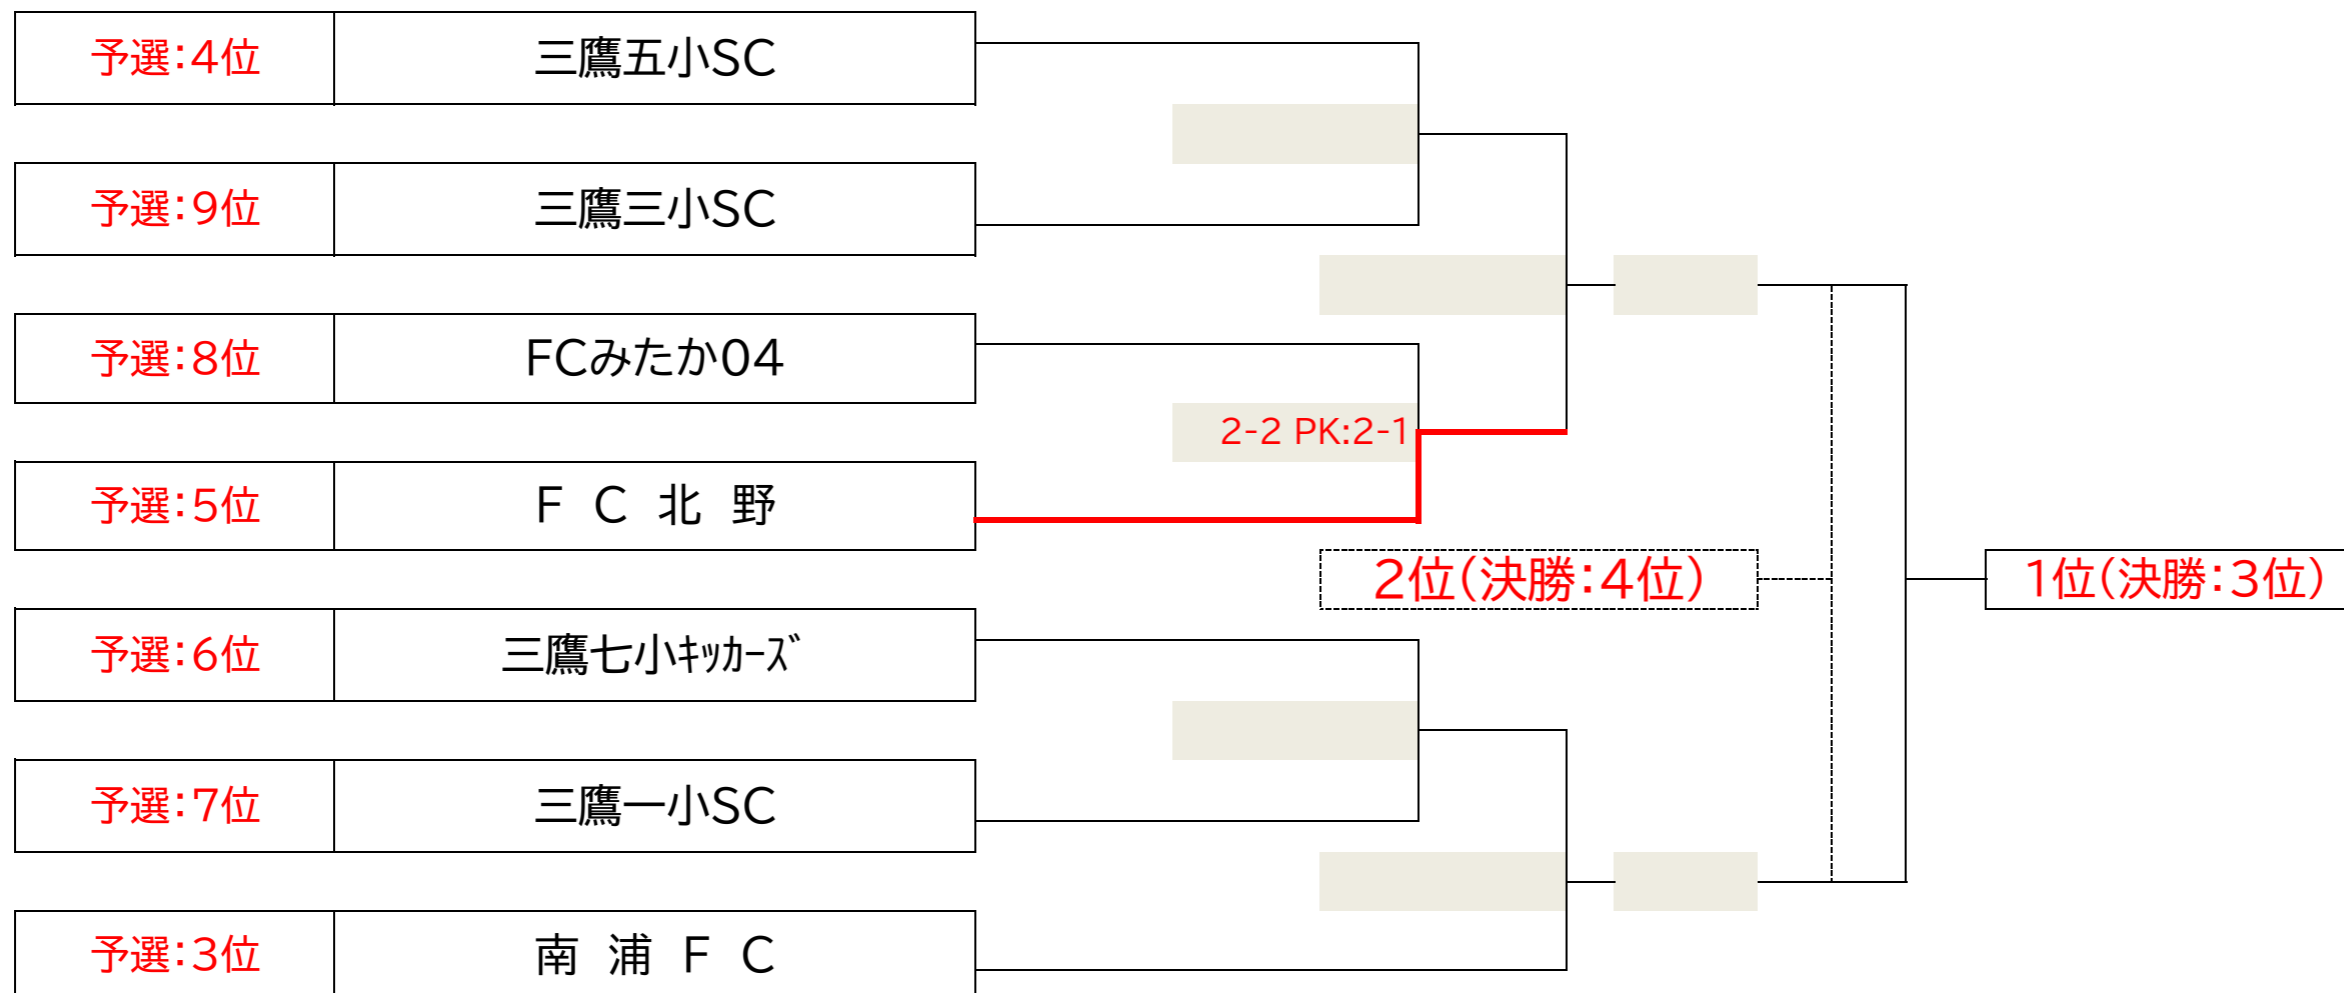 予選：4位 三鷹五小SC
予選：9位 三鷹三小SC
予選：8位 FCみたか04
2-2 PK:2-1
予選：5位 Ｆ Ｃ 北 野
2位(決勝：4位)
1位(決勝：3位)
予選：6位 三鷹七小ｷｯｶｰｽﾞ
予選：7位 三鷹一小SC
予選：3位 南 浦 Ｆ Ｃ